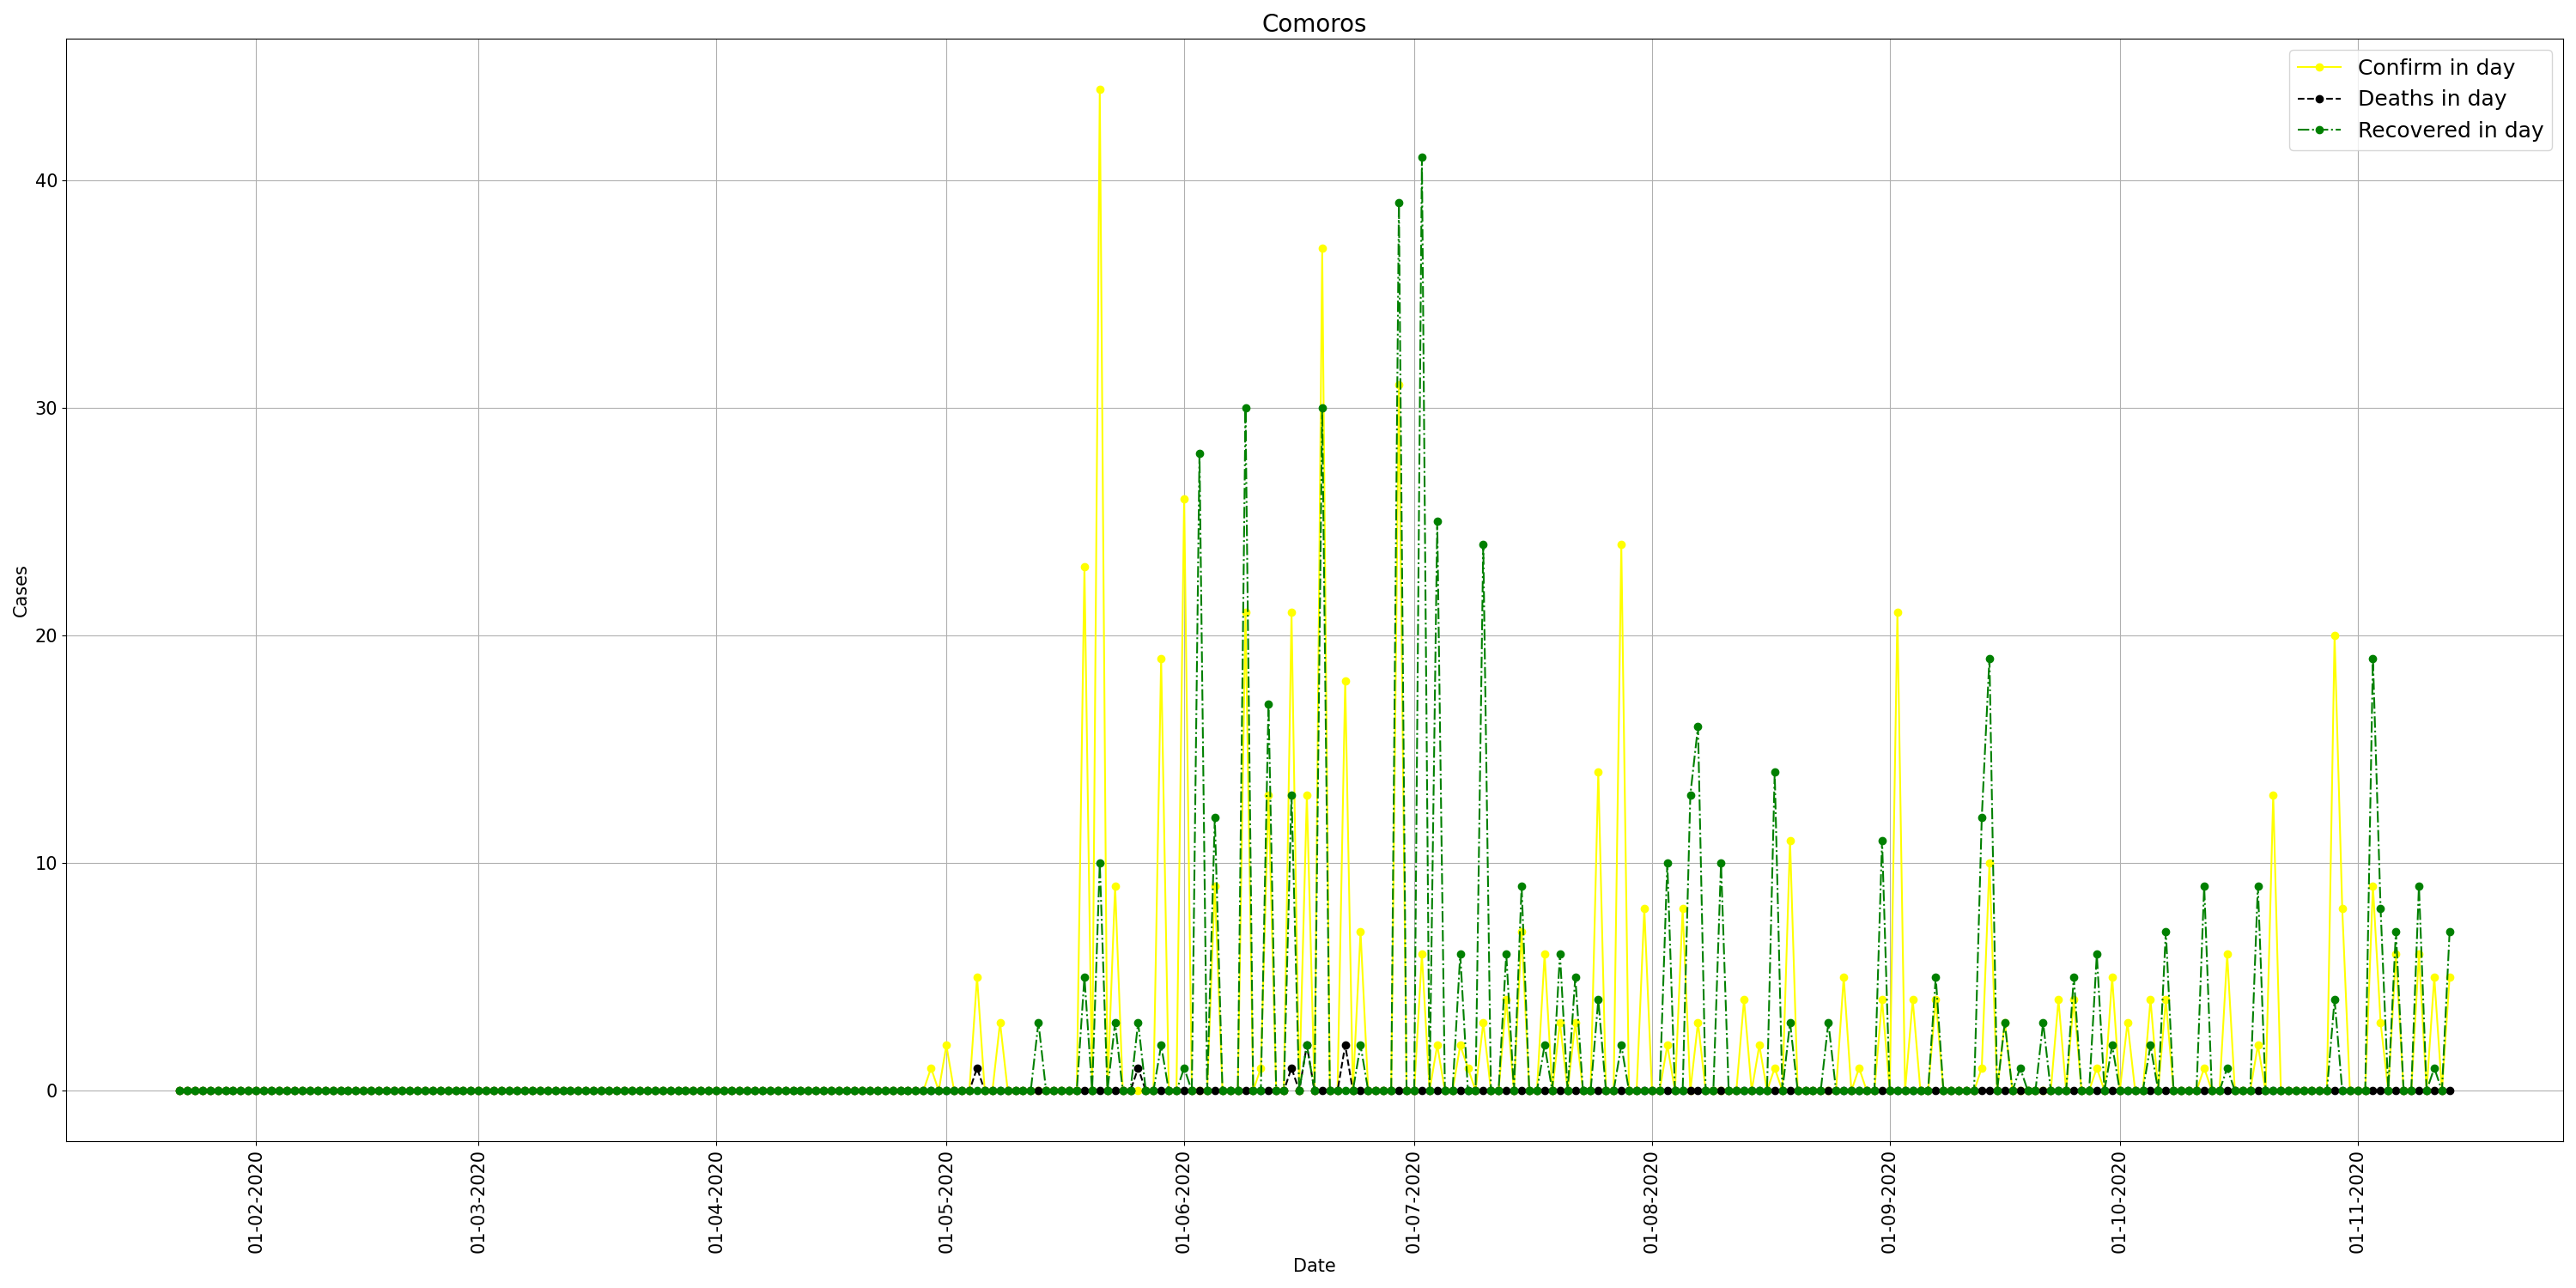 Comoros
Confirm in day
Deaths in day
Recovered in day
Cases
40
30
20
10
0
01-02-2020
01-03-2020
01-04-2020
01-05-2020
01-06-2020
01-07-2020
01-08-2020
01-09-2020
01-10-2020
01-11-2020
Date